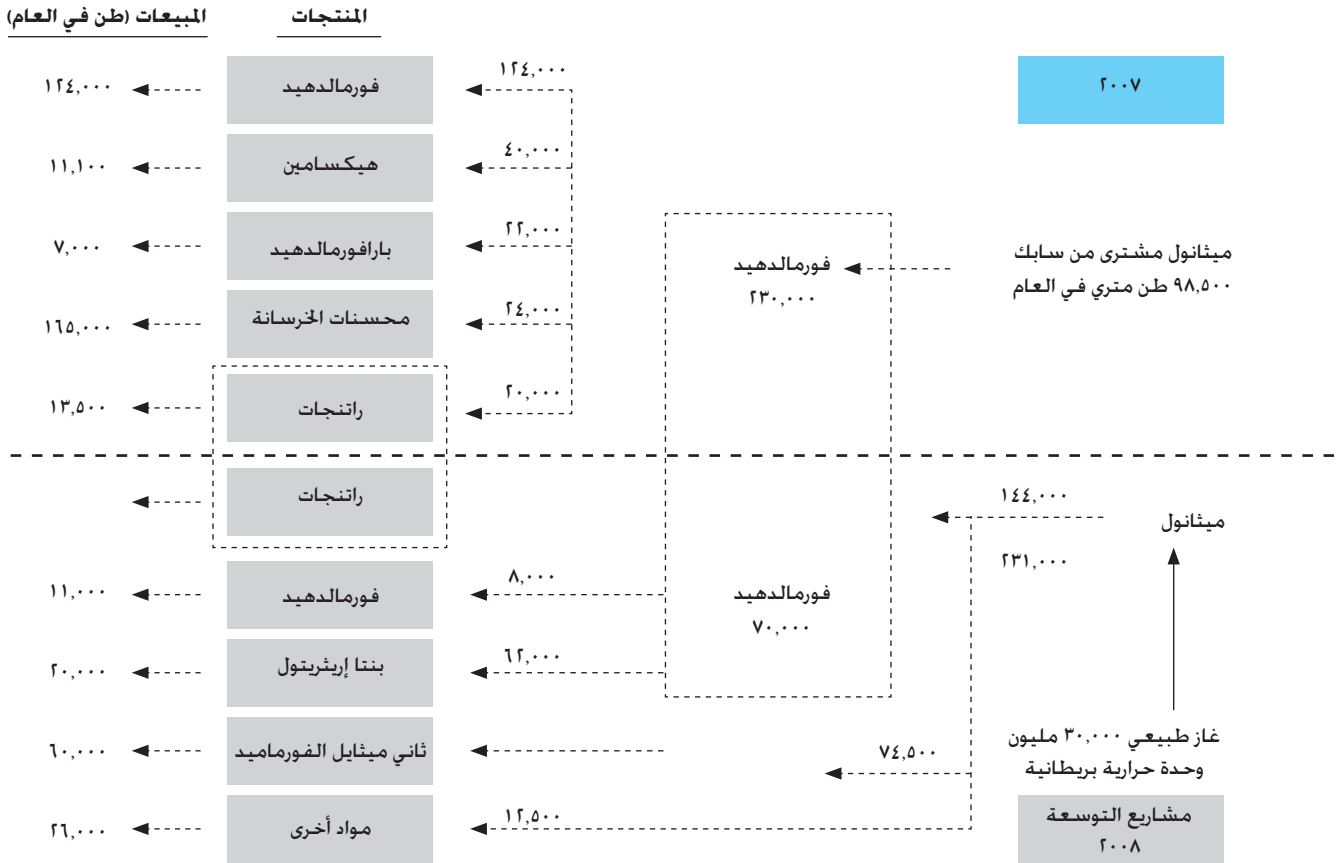 المنتجات
المبيعات (طن في العام)
٢٠٠٧
١٢٤,٠٠٠
فورمالدهيد
١٢٤,٠٠٠
٤٠,٠٠٠
هيكسامين
١١,١٠٠
٢٢,٠٠٠
بارافورمالدهيد
٧,٠٠٠
ميثانول مشترى من سابك
٩٨,٥٠٠ طن متري في العام
فورمالدهيد
٢٣٠,٠٠٠
٢٤,٠٠٠
محسنات الخرسانة
١٦٥,٠٠٠
٢٠,٠٠٠
راتنجات
١٣,٥٠٠
راتنجات
ميثانول
١٤٤,٠٠٠
٢٣١,٠٠٠
فورمالدهيد
٧٠,٠٠٠
٨,٠٠٠
فورمالدهيد
١١,٠٠٠
٦٢,٠٠٠
بنتا إريثريتول
٢٠,٠٠٠
غاز طبيعي ٣٠,٠٠٠ مليون
وحدة حرارية بريطانية
٧٤,٥٠٠
ثاني ميثايل الفورماميد
٦٠,٠٠٠
مشاريع التوسعة
٢٠٠٨
١٢,٥٠٠
مواد أخرى
٢٦,٠٠٠